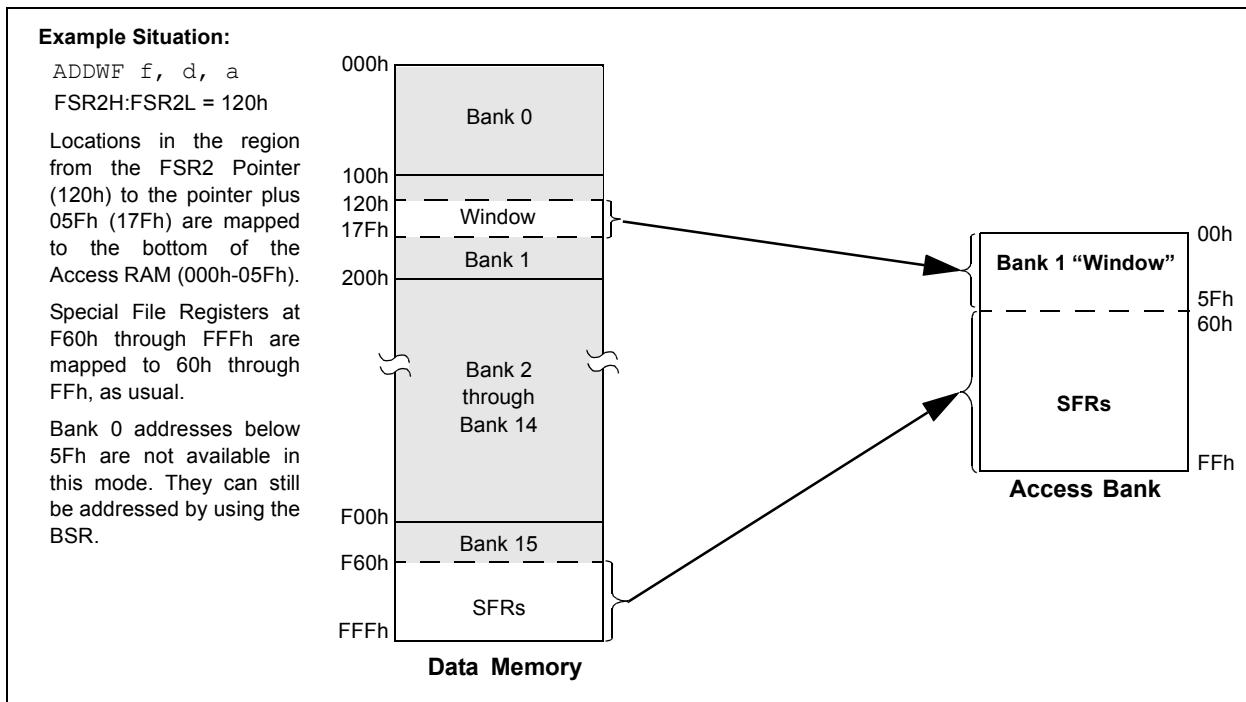 Example Situation:
ADDWF f, d, a
FSR2H:FSR2L = 120h
Locations in the region
from the FSR2 Pointer
(120h) to the pointer plus
05Fh (17Fh) are mapped
to the bottom of the
Access RAM (000h-05Fh).
Special File Registers at
F60h through FFFh are
mapped to 60h through
FFh, as usual.
Bank 0 addresses below
5Fh are not available in
this mode. They can still
be addressed by using the
BSR.
000h
Bank 0
100h
120h
Window
17Fh
Bank 1
200h
Bank 2
through
Bank 14
F00h
Bank 15
F60h
SFRs
FFFh
Data Memory
00h
Bank 1 “Window”
5Fh
60h
SFRs
FFh
Access Bank